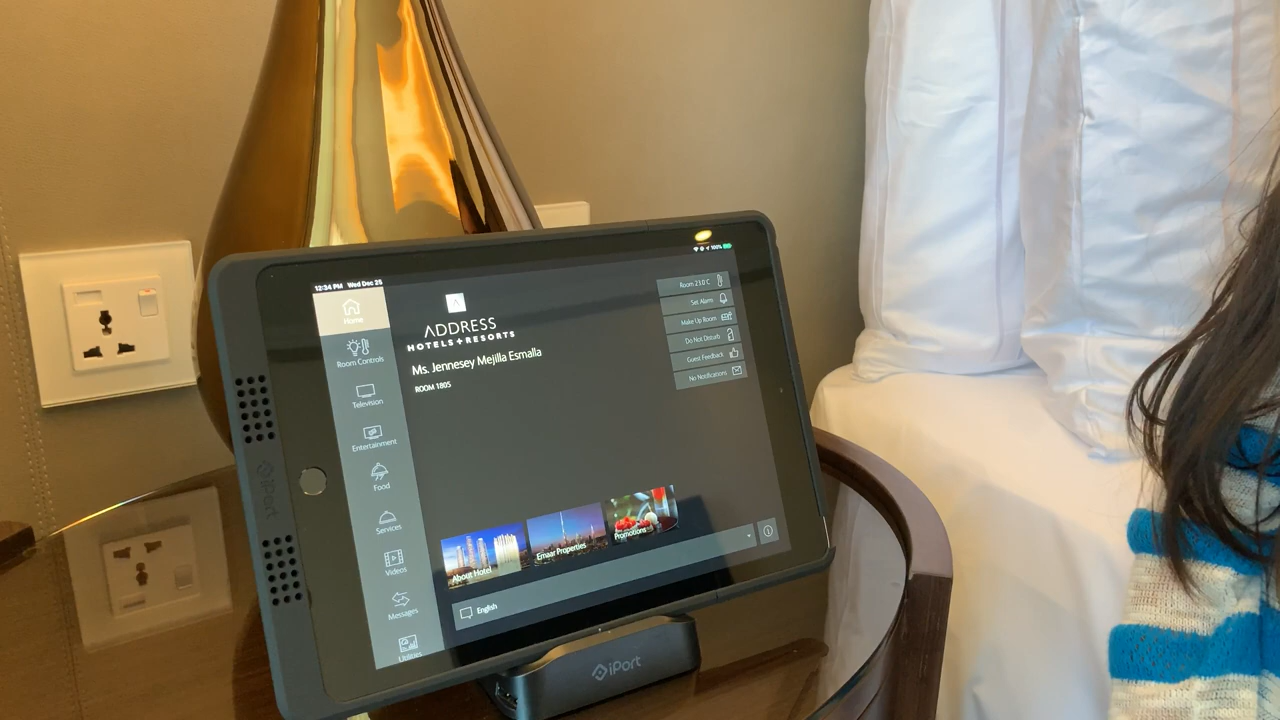 12:34 PM Wed Dec 25
100%
Home
Room Controls
Television
Entertainment
Food
Services
Videos
Messages
Utilities
ADDRESS
HOTELS+RESORTS
Ms. Jennesey Mejilla Esmalla
ROOM 1805
Room 23.0°C
Set Alarm
Make Up Room
Do Not Disturb
Guest Feedback
No Notifications
About Hotel
Emaar Properties
Promotions
English
iPort
iPort